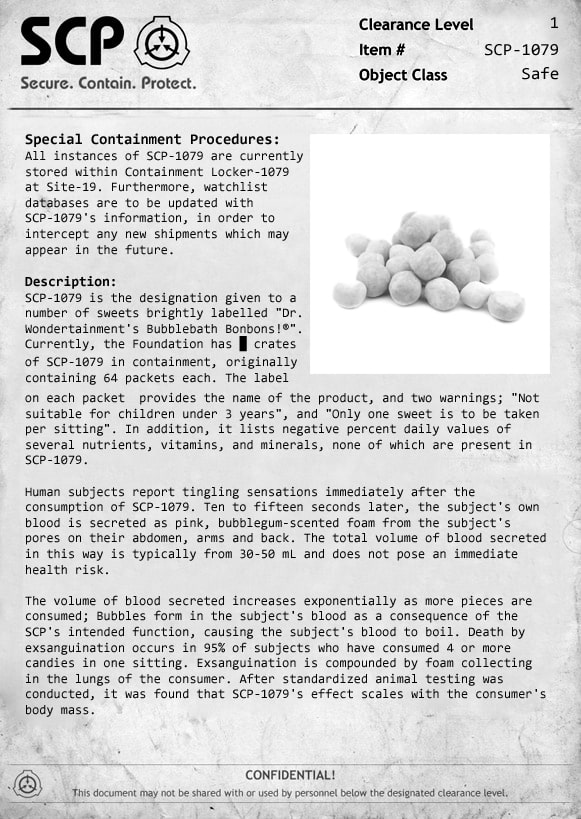 SCP
Secure. Contain. Protect.
Clearance Level 1
Item # SCP-1079
Object Class Safe
Special Containment Procedures:
All instances of SCP-1079 are currently
stored within Containment Locker-1079
at Site-19. Furthermore, watchlist
databases are to be updated with
SCP-1079's information, in order to
intercept any new shipments which may
appear in the future.
Description:
SCP-1079 is the designation given to a
number of sweets brightly labelled "Dr.
Wondertainment's Bubblebath Bonbons!®".
Currently, the Foundation has █ crates
of SCP-1079 in containment, originally
containing 64 packets each. The label
on each packet provides the name of the product, and two warnings; "Not
suitable for children under 3 years", and "Only one sweet is to be taken
per sitting". In addition, it lists negative percent daily values of
several nutrients, vitamins, and minerals, none of which are present in
SCP-1079.
Human subjects report tingling sensations immediately after the
consumption of SCP-1079. Ten to fifteen seconds later, the subject's own
blood is secreted as pink, bubblegum-scented foam from the subject's
pores on their abdomen, arms and back. The total volume of blood secreted
in this way is typically from 30-50 mL and does not pose an immediate
health risk.
The volume of blood secreted increases exponentially as more pieces are
consumed; Bubbles form in the subject's blood as a consequence of the
SCP's intended function, causing the subject's blood to boil. Death by
exsanguination occurs in 95% of subjects who have consumed 4 or more
candies in one sitting. Exsanguination is compounded by foam collecting
in the lungs of the consumer. After standardized animal testing was
conducted, it was found that SCP-1079's effect scales with the consumer's
body mass.
CONFIDENTIAL!
This document may not be shared with or used by personnel below the designated clearance level.